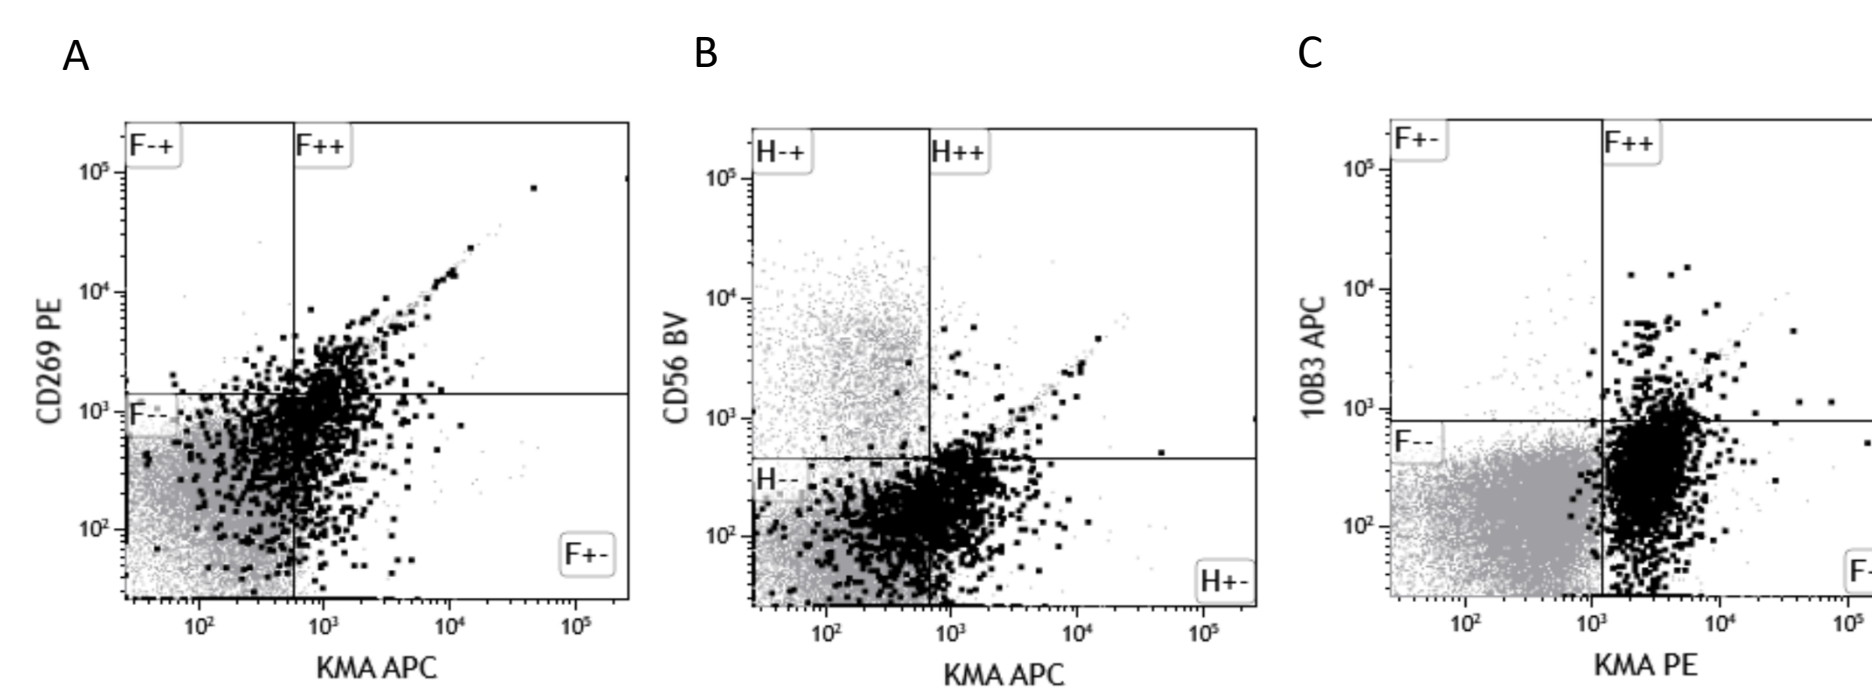 A
B
C
F-+
F++
10⁵
10⁴
10³
10²
CD269 PE
F--
F+-
10²
10³
10⁴
10⁵
KMA APC
H-+
H++
10⁵
10⁴
10³
10²
CD56 BV
H--
H+-
10²
10³
10⁴
10⁵
KMA APC
F+-
F++
10⁵
10⁴
10³
10²
10B3 APC
F--
F-
10²
10³
10⁴
10⁵
KMA PE